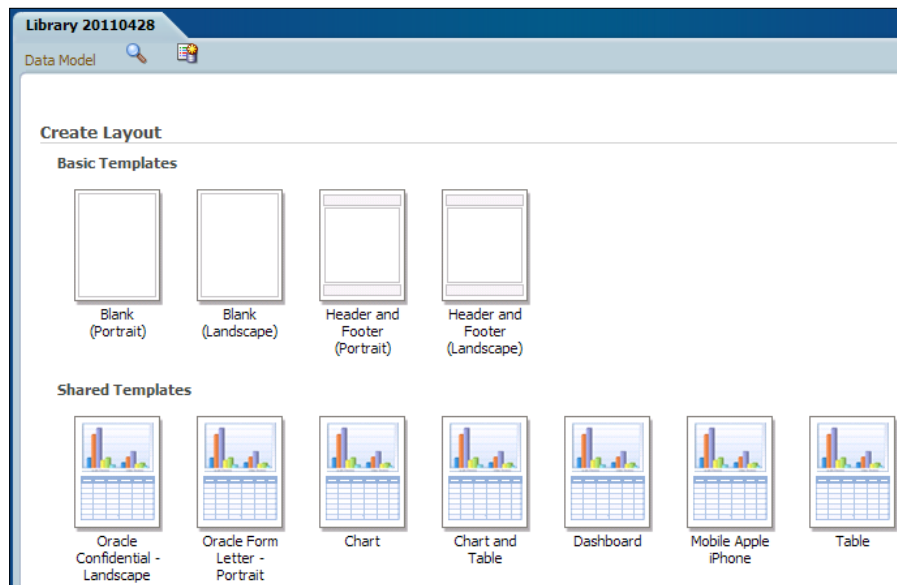 Library 20110428
Data Model
Create Layout
Basic Templates
Blank
(Portrait)
Blank
(Landscape)
Header and
Footer
(Portrait)
Header and
Footer
(Landscape)
Shared Templates
Oracle
Confidential -
Landscape
Oracle Form
Letter -
Portrait
Chart
Chart and
Table
Dashboard
Mobile Apple
iPhone
Table